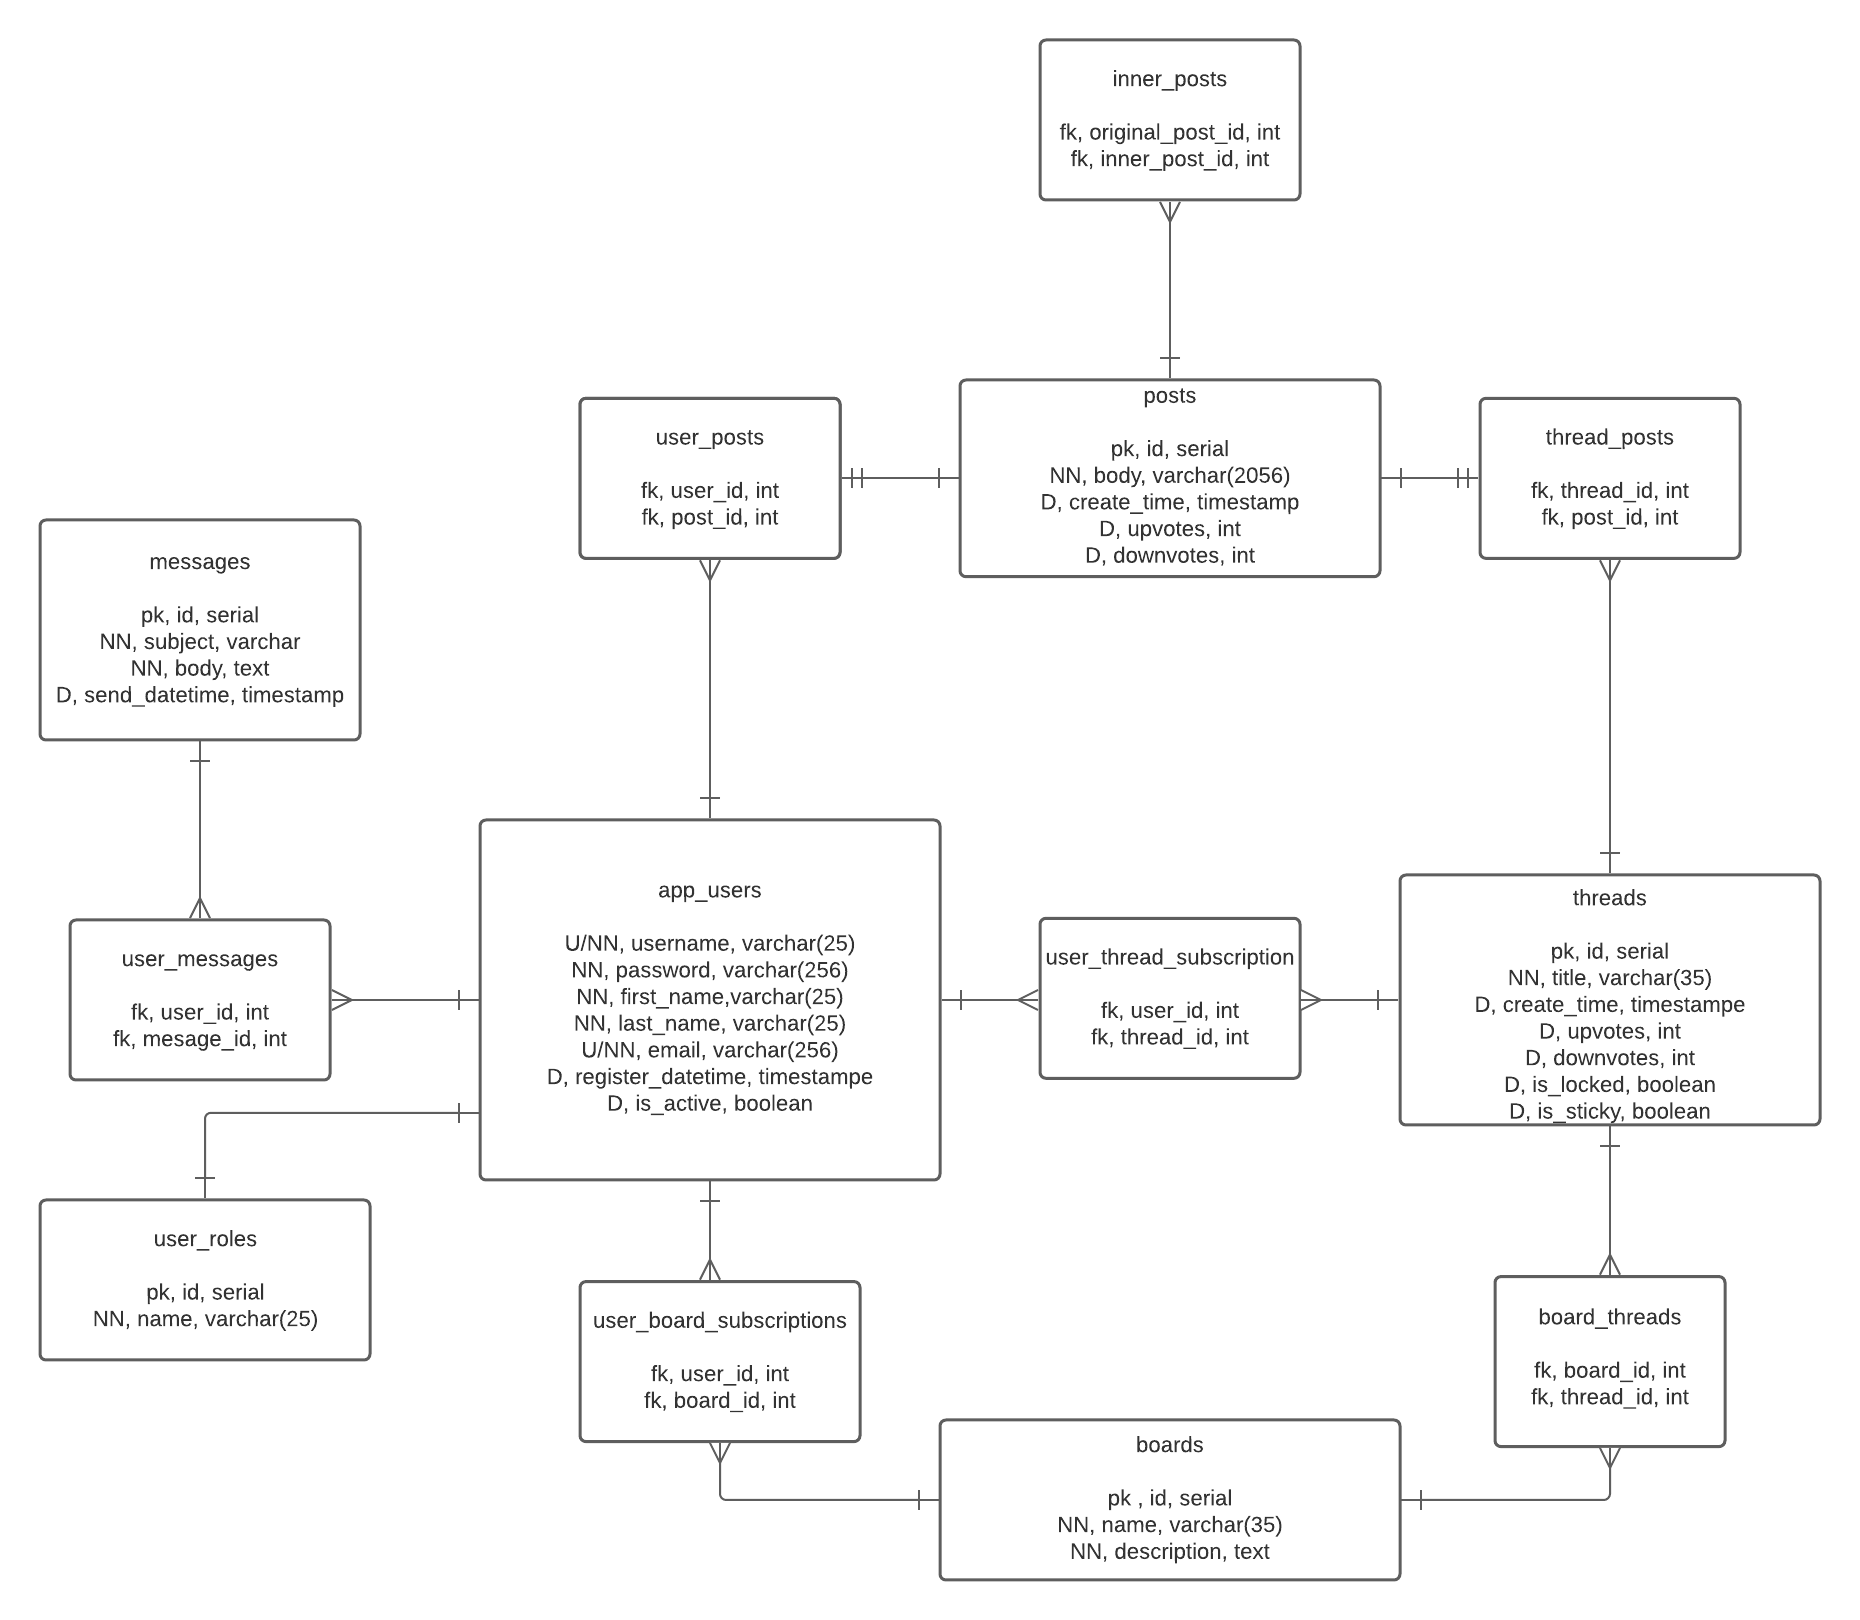 inner_posts
fk, original_post_id, int
fk, inner_post_id, int
user_posts
fk, user_id, int
fk, post_id, int
posts
pk, id, serial
NN, body, varchar(2056)
D, create_time, timestamp
D, upvotes, int
D, downvotes, int
thread_posts
fk, thread_id, int
fk, post_id, int
messages
pk, id, serial
NN, subject, varchar
NN, body, text
D, send_datetime, timestamp
user_messages
fk, user_id, int
fk, mesage_id, int
app_users
U/NN, username, varchar(25)
NN, password, varchar(256)
NN, first_name,varchar(25)
NN, last_name, varchar(25)
U/NN, email, varchar(256)
D, register_datetime, timestampe
D, is_active, boolean
user_thread_subscription
fk, user_id, int
fk, thread_id, int
threads
pk, id, serial
NN, title, varchar(35)
D, create_time, timestampe
D, upvotes, int
D, downvotes, int
D, is_locked, boolean
D, is_sticky, boolean
user_roles
pk, id, serial
NN, name, varchar(25)
user_board_subscriptions
fk, user_id, int
fk, board_id, int
board_threads
fk, board_id, int
fk, thread_id, int
boards
pk , id, serial
NN, name, varchar(35)
NN, description, text